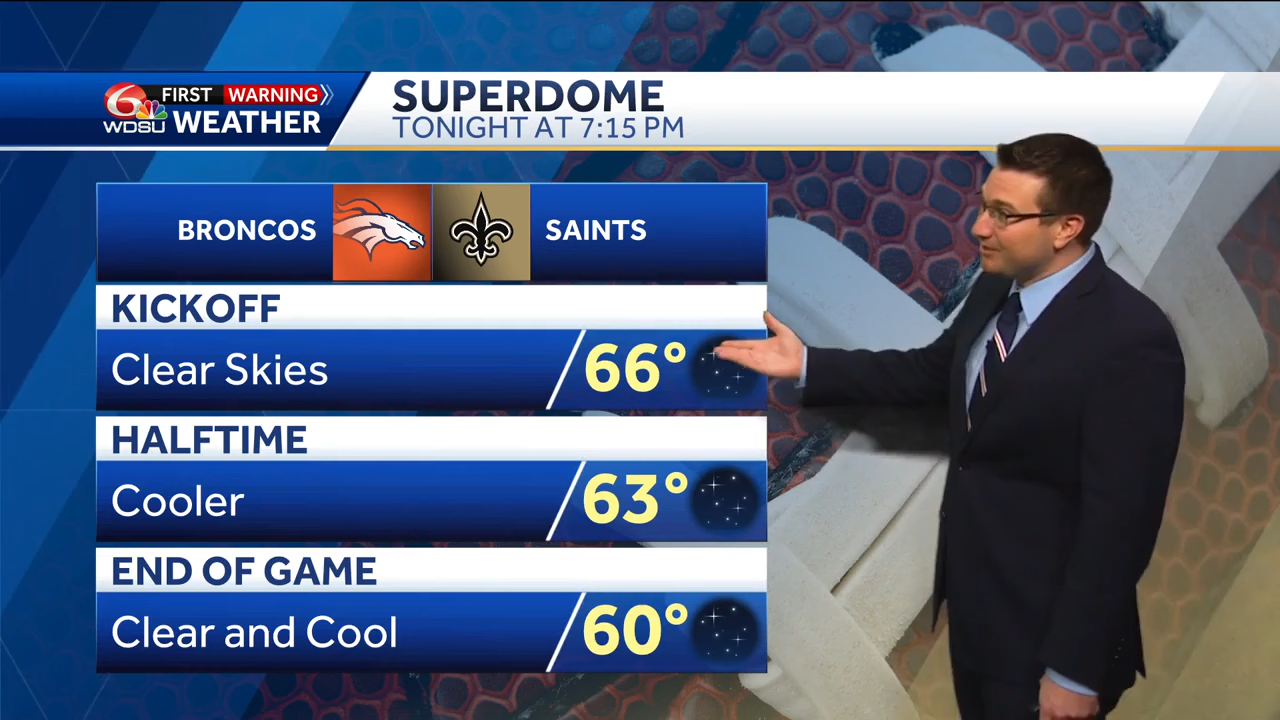 6
WDSU
FIRST WARNING
WEATHER
SUPERDOME
TONIGHT AT 7:15 PM
BRONCOS
SAINTS
KICKOFF
Clear Skies 66°
HALFTIME
Cooler 63°
END OF GAME
Clear and Cool 60°